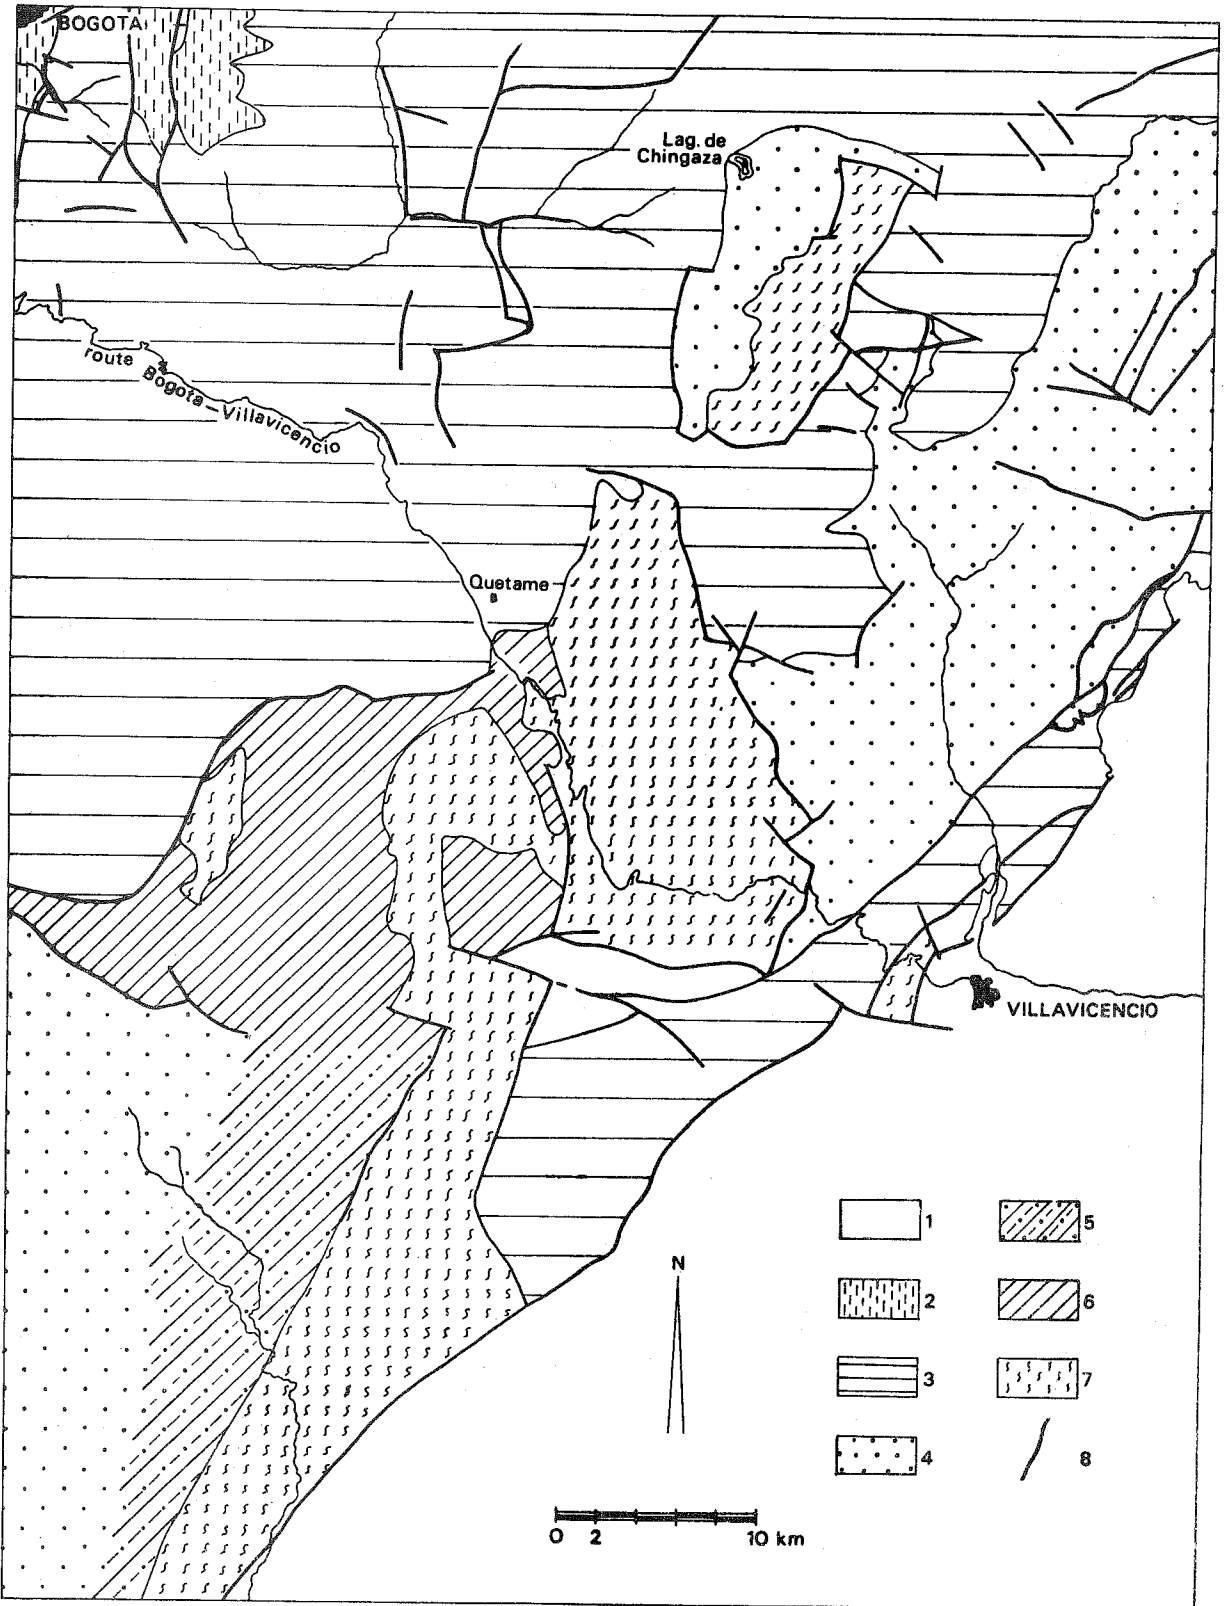 BOGOTA
Lag. de
Chingaza
route Bogota-Villavicencio
Quetame
VILLAVICENCIO
1 5
N
2 6
3 7
4 8
0 2 10 km